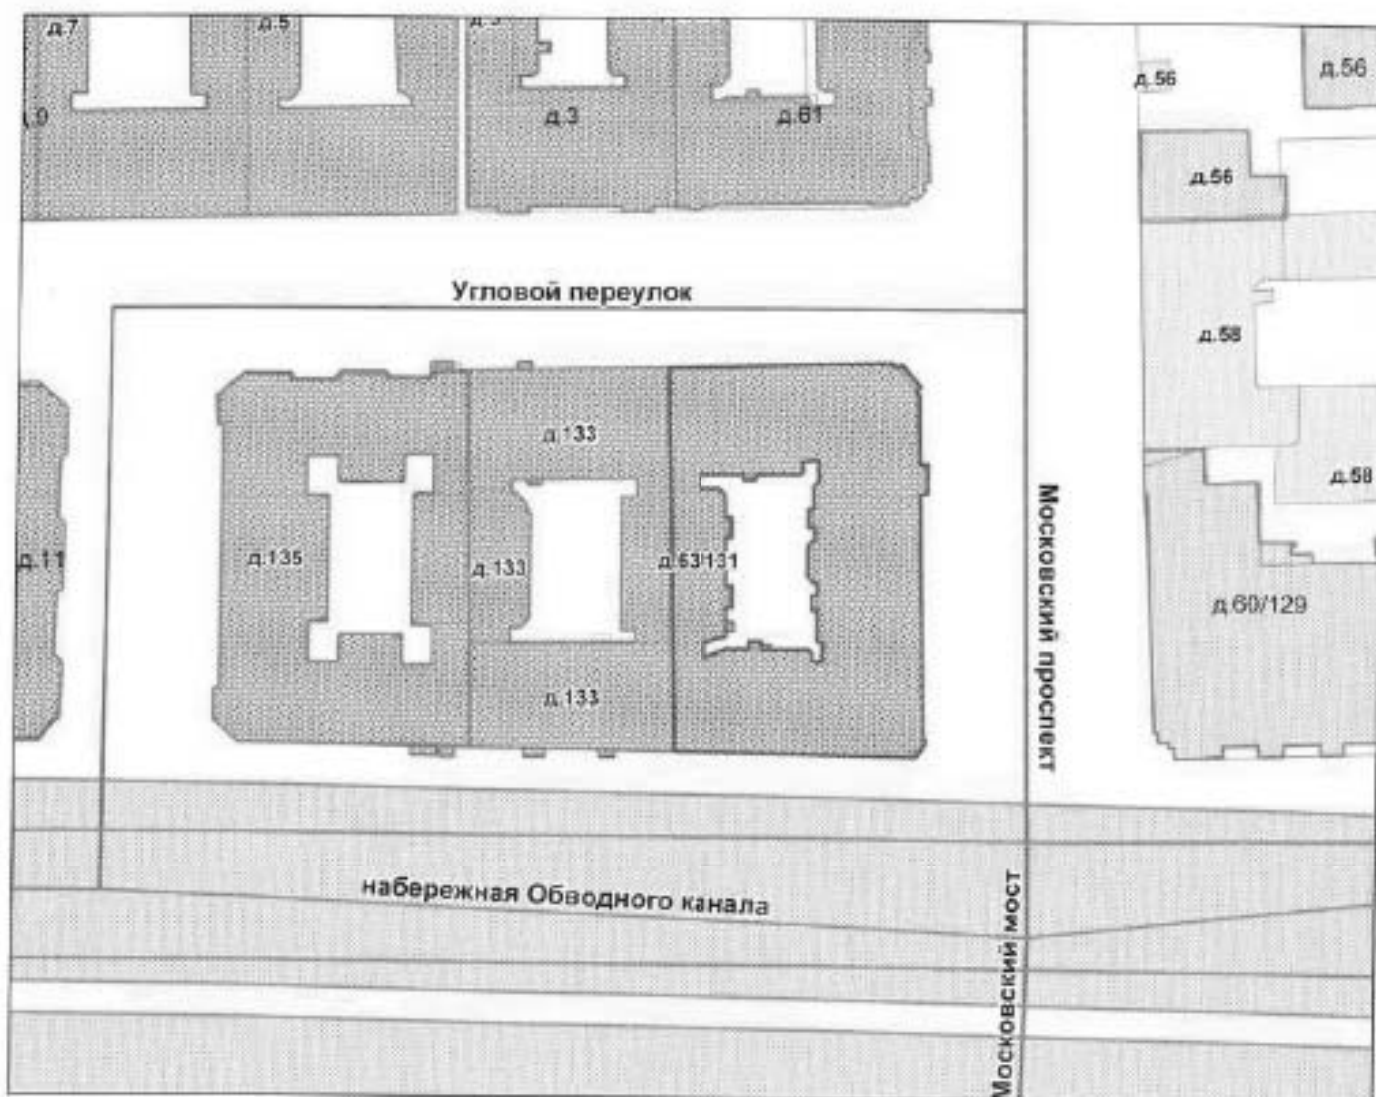 д.7
д.5
д.9
д.3
д.61
д.56
д.56
д.56
Угловой переулок
д.58
д.58
д.133
д.135
д.133
д.63/131
д.133
д.11
д.60/129
Московский проспект
набережная Обводного канала
Московский мост